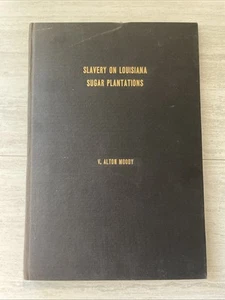 SLAVERY ON LOUISIANA
SUGAR PLANTATIONS
V. ALTON MOODY